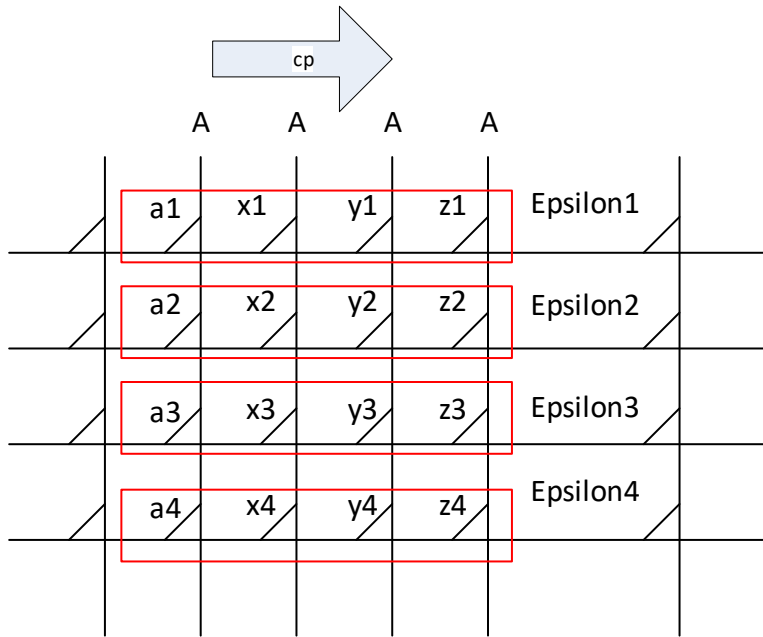 cp
A A A A
a1 x1 y1 z1 Epsilon1
a2 x2 y2 z2 Epsilon2
a3 x3 y3 z3 Epsilon3
a4 x4 y4 z4 Epsilon4